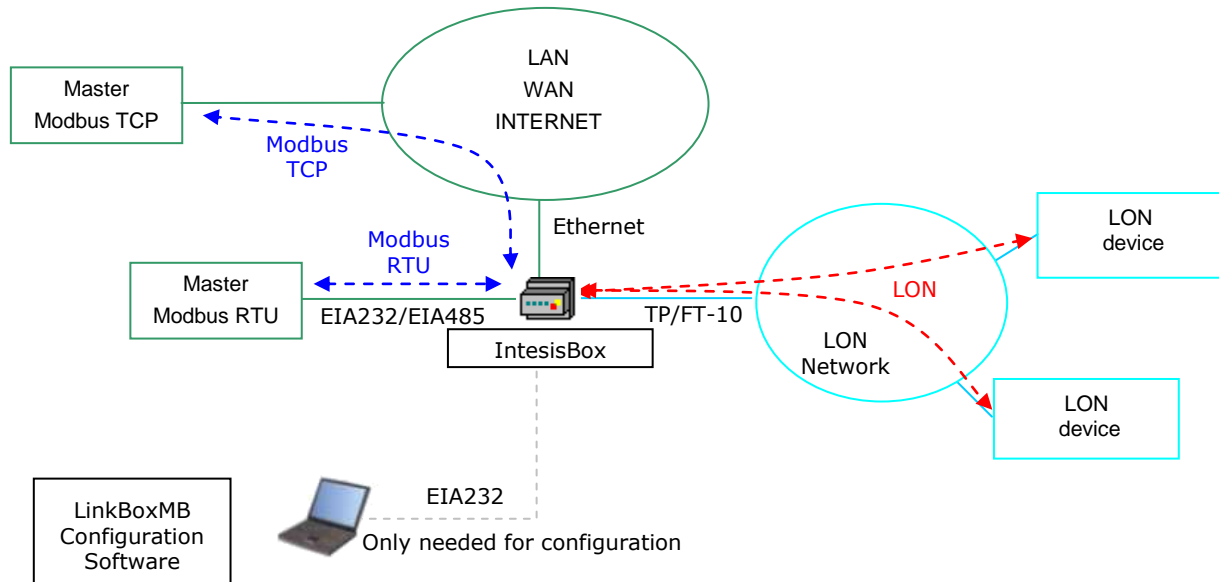 LAN
WAN
INTERNET
Master
Modbus TCP
Modbus
TCP
Ethernet
LON
device
Modbus
RTU
Master
Modbus RTU
EIA232/EIA485
IntesisBox
TP/FT-10
LON
LON
Network
LON
device
LinkBoxMB
Configuration
Software
EIA232
Only needed for configuration